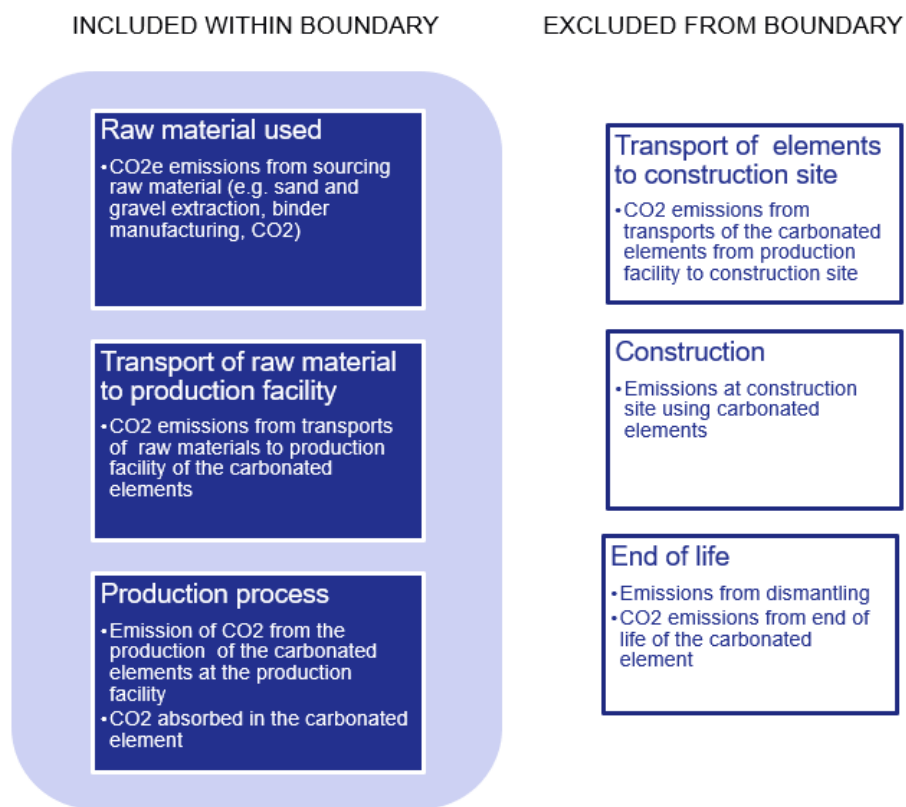 INCLUDED WITHIN BOUNDARY
Raw material used
•CO2e emissions from sourcing
raw material (e.g. sand and
gravel extraction, binder
manufacturing, CO2)
Transport of raw material
to production facility
•CO2 emissions from transports
of raw materials to production
facility of the carbonated
elements
Production process
•Emission of CO2 from the
production of the carbonated
elements at the production
facility
•CO2 absorbed in the carbonated
element
EXCLUDED FROM BOUNDARY
Transport of elements
to construction site
•CO2 emissions from
transports of the carbonated
elements from production
facility to construction site
Construction
•Emissions at construction
site using carbonated
elements
End of life
•Emissions from dismantling
•CO2 emissions from end of
life of the carbonated
element